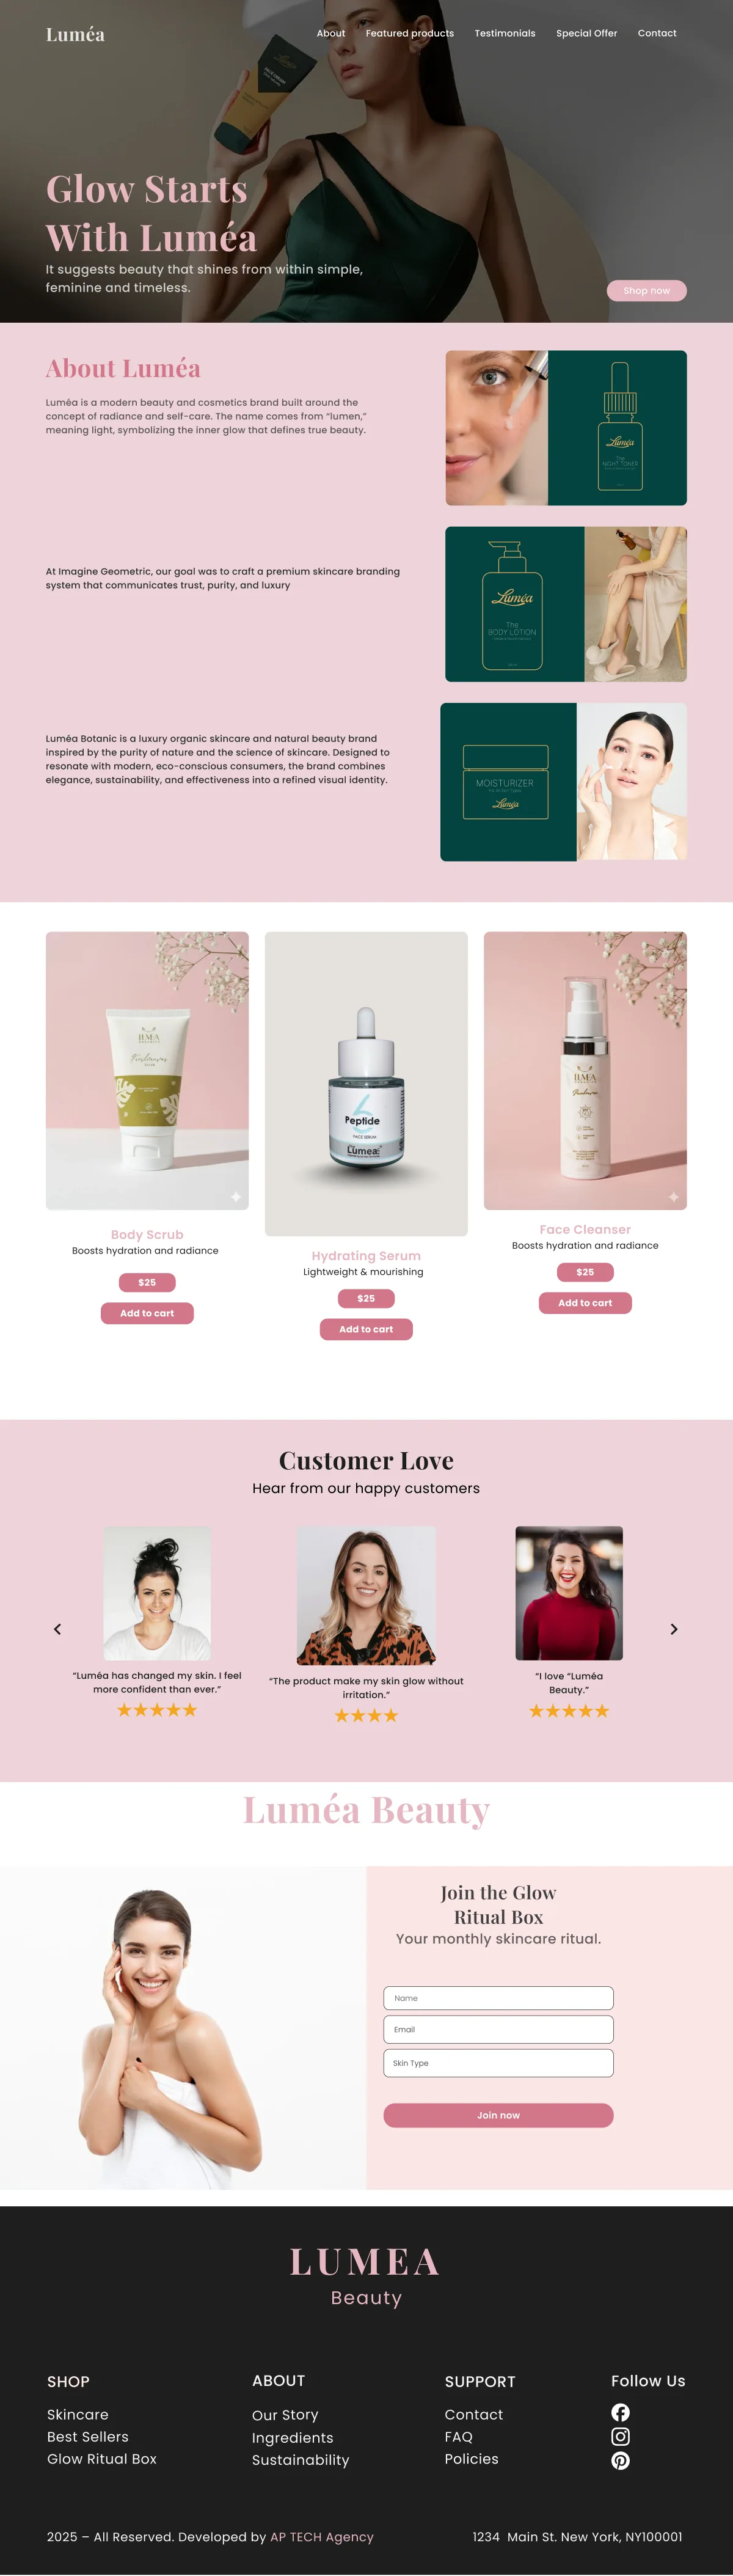 Luméa
About Featured products Testimonials Special Offer Contact
FACE CREAM
Glow Starts
With Luméa
It suggests beauty that shines from within simple,
feminine and timeless.
Shop now
About Luméa
Luméa is a modern beauty and cosmetics brand built around the
concept of radiance and self-care. The name comes from “lumen,”
meaning light, symbolizing the inner glow that defines true beauty.
Luméa
The
NIGHT TONER
At Imagine Geometric, our goal was to craft a premium skincare branding
system that communicates trust, purity, and luxury
Luméa
The
BODY LOTION
Luméa Botanic is a luxury organic skincare and natural beauty brand
inspired by the purity of nature and the science of skincare. Designed to
resonate with modern, eco-conscious consumers, the brand combines
elegance, sustainability, and effectiveness into a refined visual identity.
MOISTURIZER
Luméa
LUMEA
6
Peptide
FACE SERUM
Lumea
LUMEA
Body Scrub
Boosts hydration and radiance
$25
Add to cart
Hydrating Serum
Lightweight & mourishing
$25
Add to cart
Face Cleanser
Boosts hydration and radiance
$25
Add to cart
Customer Love
Hear from our happy customers
“Luméa has changed my skin. I feel
more confident than ever.”
“The product make my skin glow without
irritation.”
“I love “Luméa
Beauty.”
Luméa Beauty
Join the Glow
Ritual Box
Your monthly skincare ritual.
Name
Email
Skin Type
Join now
LUMEA
Beauty
SHOP
Skincare
Best Sellers
Glow Ritual Box
ABOUT
Our Story
Ingredients
Sustainability
SUPPORT
Contact
FAQ
Policies
Follow Us
2025 – All Reserved. Developed by AP TECH Agency
1234 Main St. New York, NY100001